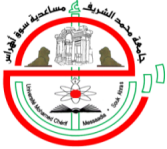 جامعة محمد الشريف مساعدية سوق أهراس
Université Mohamed Chérif Messaadia - Souk Ahras